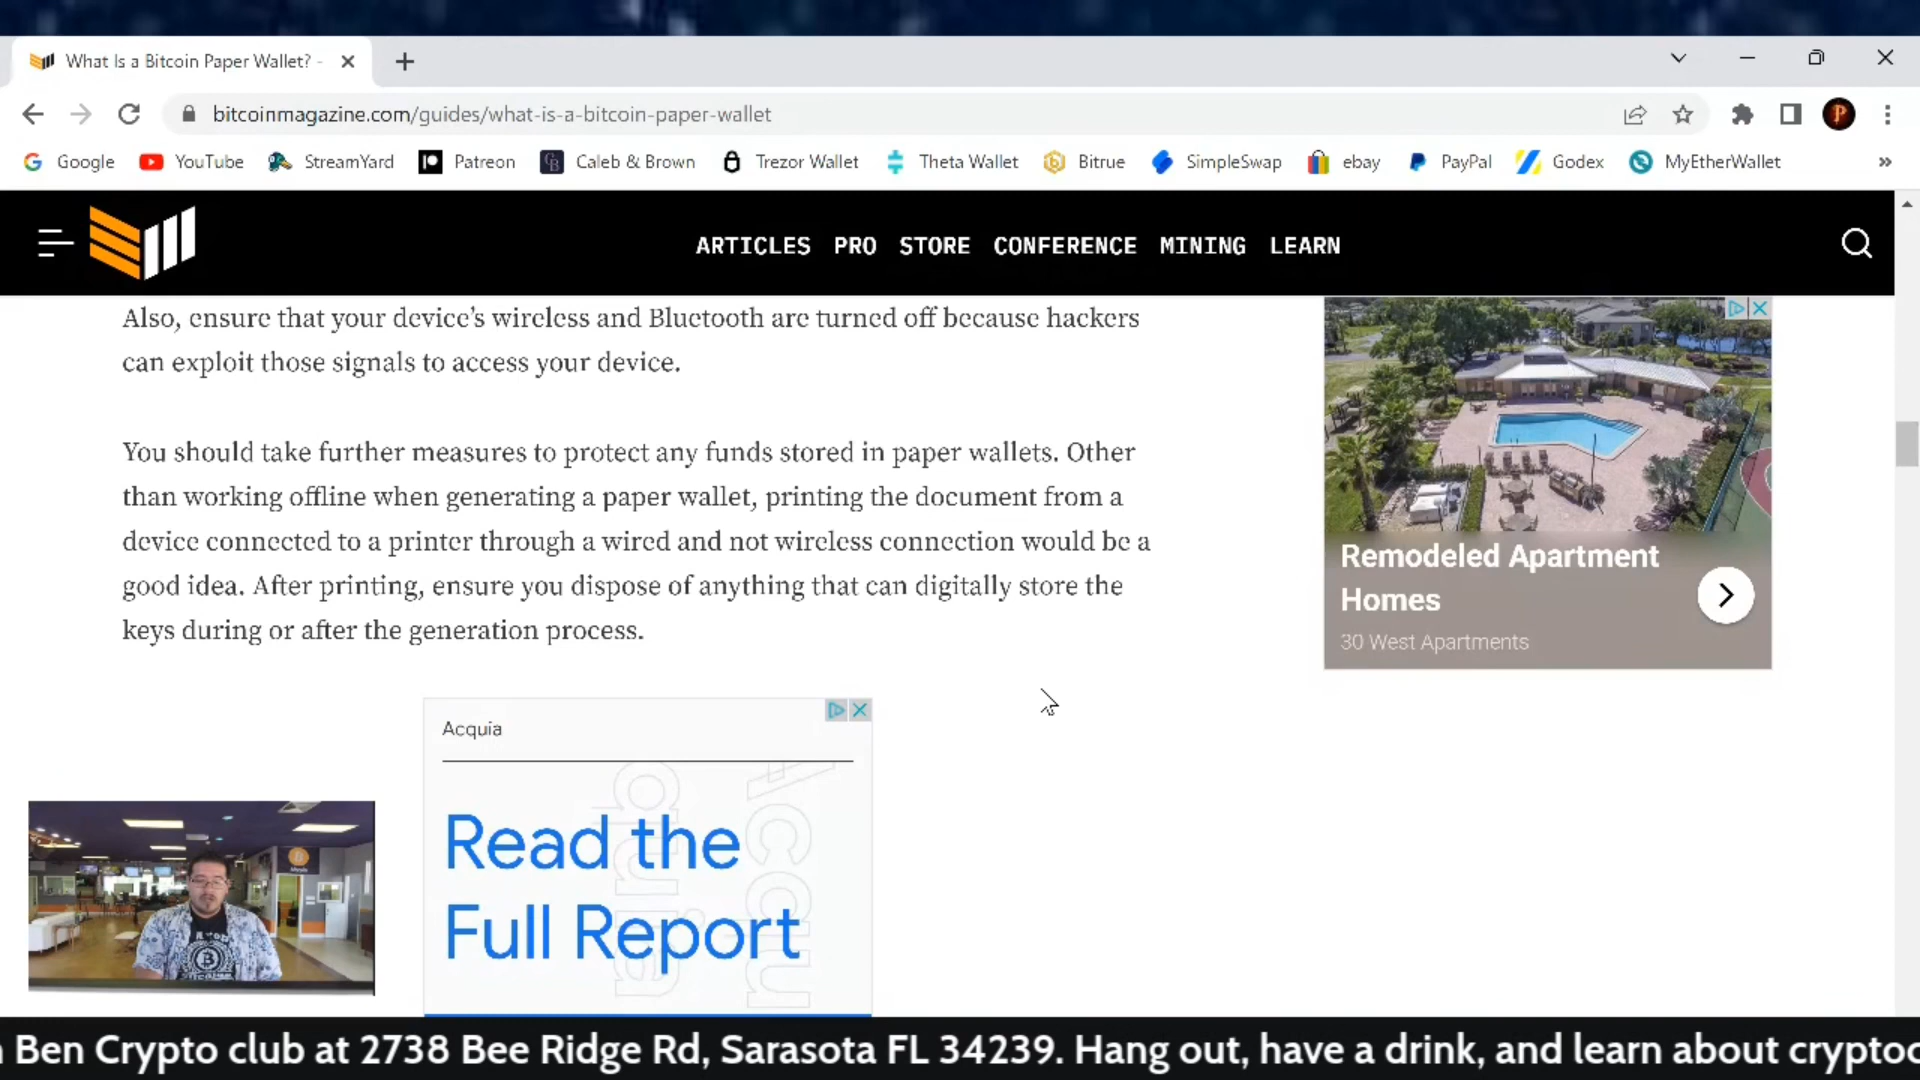 What Is a Bitcoin Paper Wallet? -
bitcoinmagazine.com/guides/what-is-a-bitcoin-paper-wallet
Google YouTube StreamYard Patreon Caleb & Brown Trezor Wallet Theta Wallet Bitrue SimpleSwap ebay PayPal Godex MyEtherWallet »
ARTICLES PRO STORE CONFERENCE MINING LEARN
Also, ensure that your device’s wireless and Bluetooth are turned off because hackers
can exploit those signals to access your device.
You should take further measures to protect any funds stored in paper wallets. Other
than working offline when generating a paper wallet, printing the document from a
device connected to a printer through a wired and not wireless connection would be a
good idea. After printing, ensure you dispose of anything that can digitally store the
keys during or after the generation process.
Remodeled Apartment
Homes
30 West Apartments
Acquia
Read the
Full Report
Ben Crypto club at 2738 Bee Ridge Rd, Sarasota FL 34239. Hang out, have a drink, and learn about cryptoc